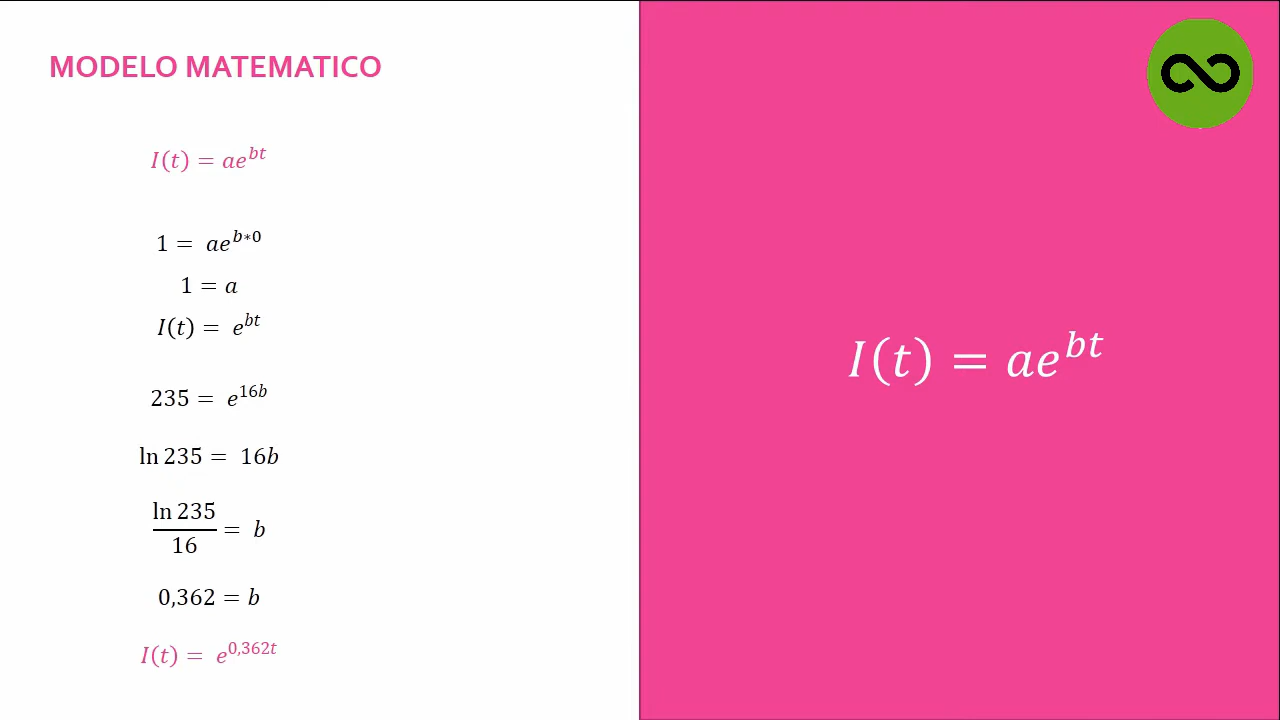 MODELO MATEMATICO
I(t) = ae^{bt}
1 = ae^{b*0}
1 = a
I(t) = e^{bt}
235 = e^{16b}
ln 235 = 16b
\frac{ln 235}{16} = b
0,362 = b
I(t) = e^{0,362t}
I(t) = ae^{bt}